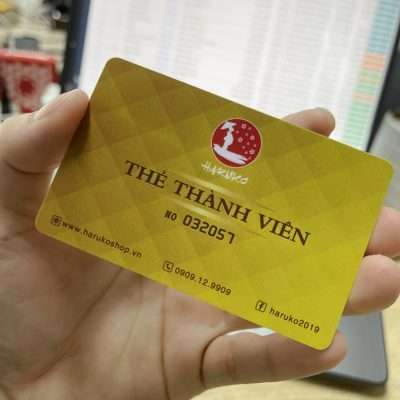 HARUKO
THẺ THÀNH VIÊN
NO 032057
www.harukoshop.vn
0909.12.9909
haruko2019